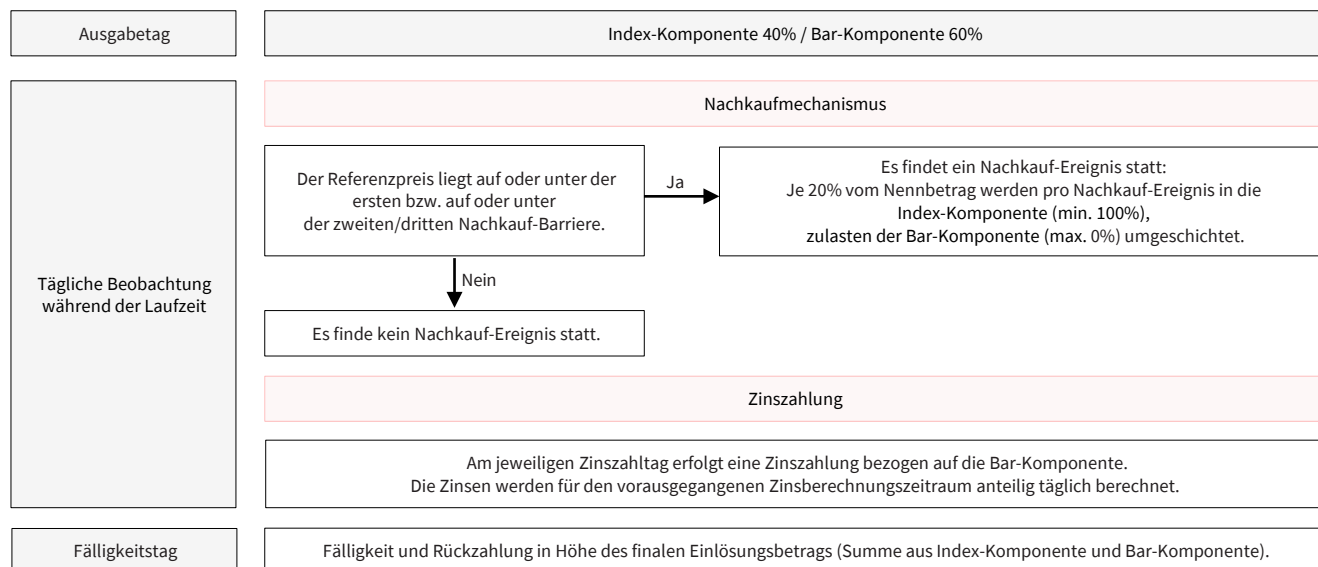 Ausgabetag
Index-Komponente 40% / Bar-Komponente 60%
Tägliche Beobachtung
während der Laufzeit
Nachkaufmechanismus
Der Referenzpreis liegt auf oder unter der
ersten bzw. auf oder unter
der zweiten/dritten Nachkauf-Barriere.
Ja
Es findet ein Nachkauf-Ereignis statt:
Je 20% vom Nennbetrag werden pro Nachkauf-Ereignis in die
Index-Komponente (min. 100%),
zulasten der Bar-Komponente (max. 0%) umgeschichtet.
Nein
Es finde kein Nachkauf-Ereignis statt.
Zinszahlung
Am jeweiligen Zinszahltag erfolgt eine Zinszahlung bezogen auf die Bar-Komponente.
Die Zinsen werden für den vorausgegangenen Zinsberechnungszeitraum anteilig täglich berechnet.
Fälligkeitstag
Fälligkeit und Rückzahlung in Höhe des finalen Einlösungsbetrags (Summe aus Index-Komponente und Bar-Komponente).